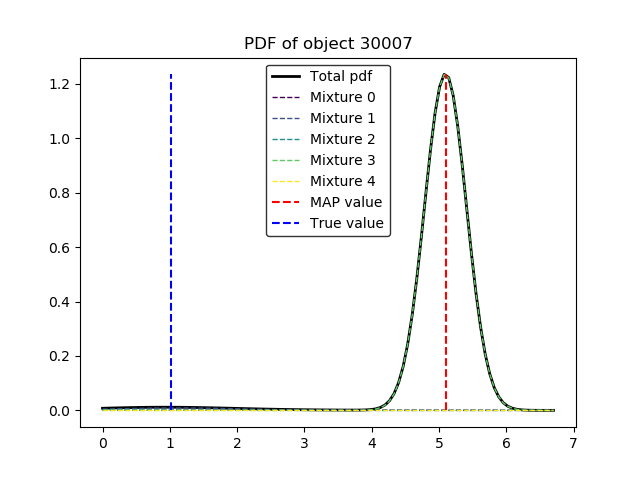 PDF of object 30007
Total pdf
Mixture 0
Mixture 1
Mixture 2
Mixture 3
Mixture 4
MAP value
True value
1.2
1.0
0.8
0.6
0.4
0.2
0.0
0 1 2 3 4 5 6 7